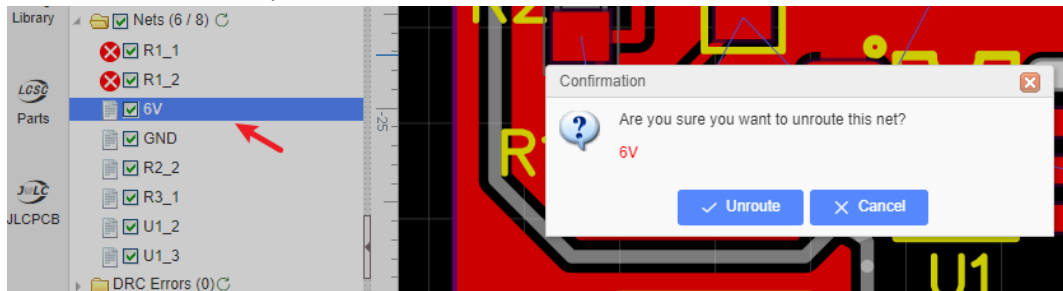 Library
Nets (6 / 8)
R1_1
R1_2
LCSC
Parts
6V
GND
R2_2
JLC
JLCPCB
R3_1
U1_2
U1_3
DRC Errors (0)
-25
R2
R1
U1
Confirmation
Are you sure you want to unroute this net?
6V
Unroute
Cancel